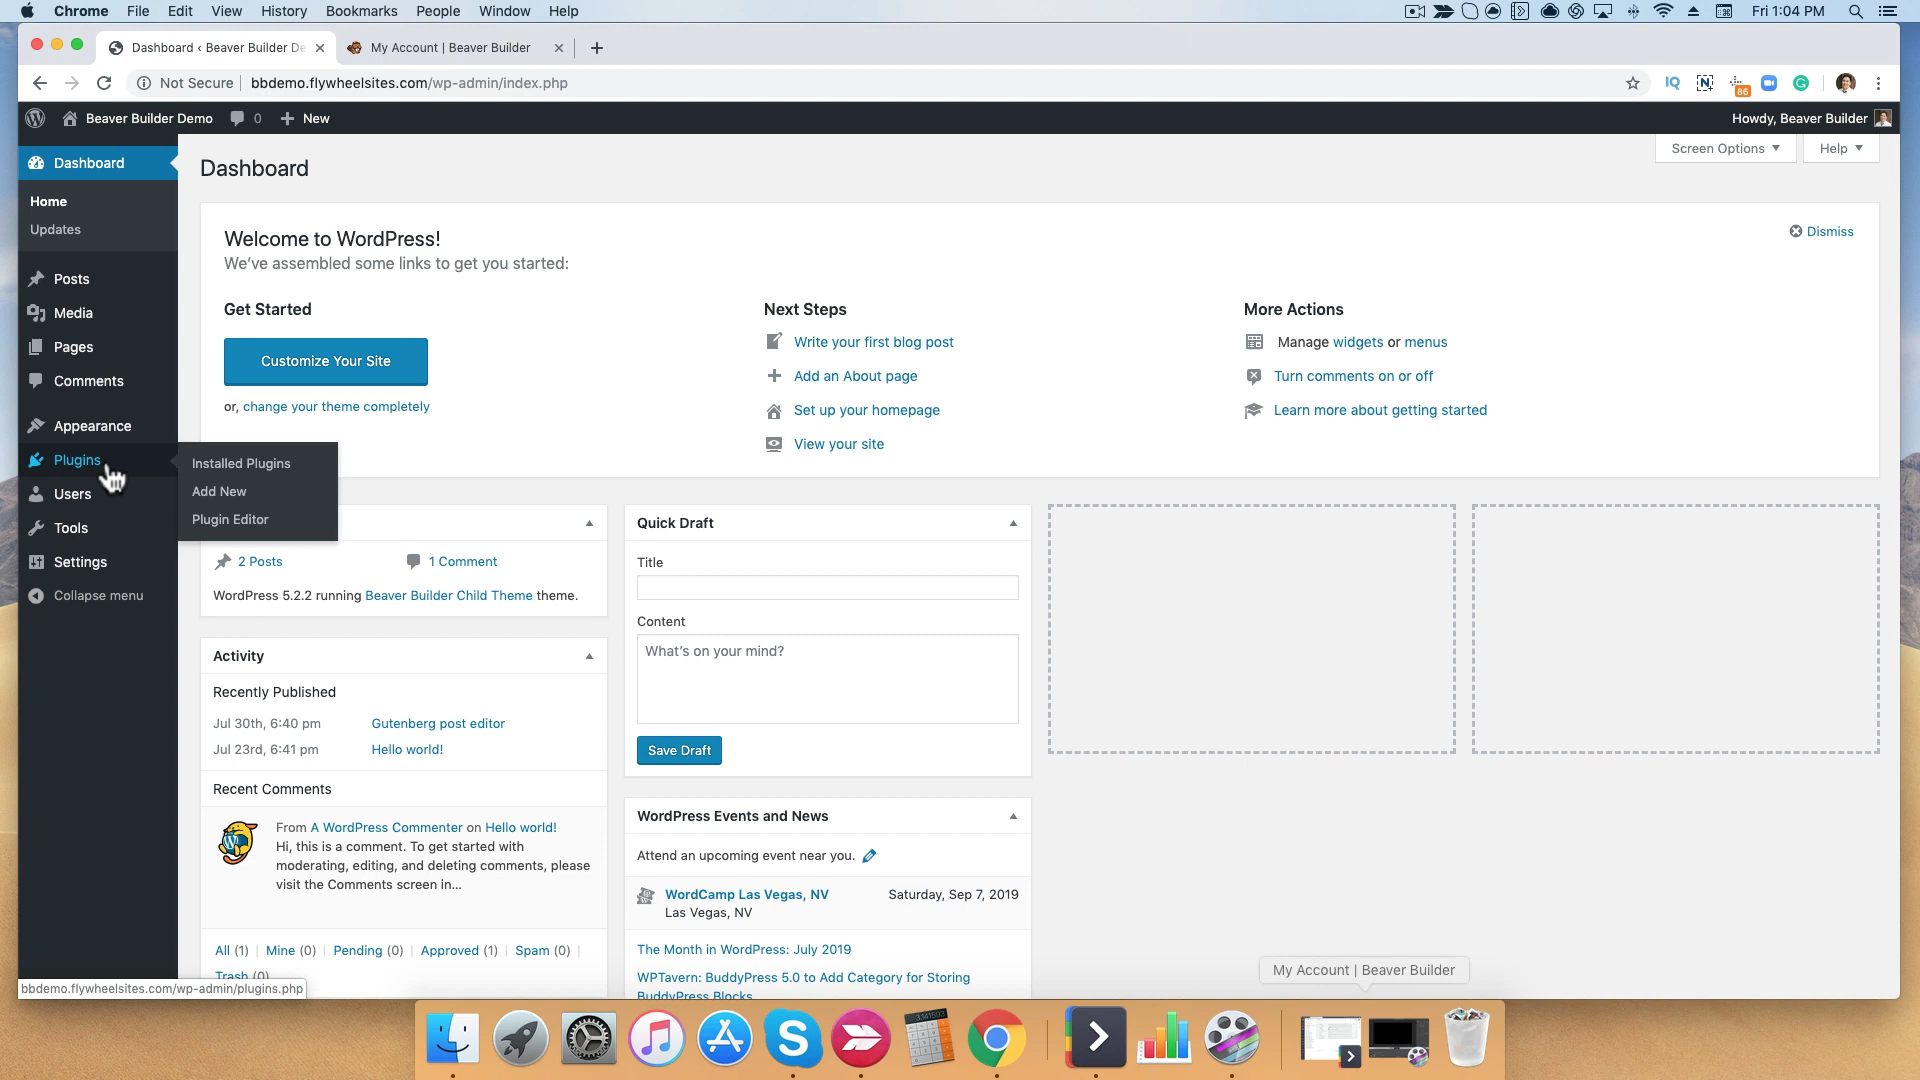 Chrome File Edit View History Bookmarks People Window Help Fri 1:04 PM
Dashboard ‹ Beaver Builder De My Account | Beaver Builder
Not Secure bbdemo.flywheelsites.com/wp-admin/index.php 86
Beaver Builder Demo 0 New Howdy, Beaver Builder
Dashboard
Home
Updates
Posts
Media
Pages
Comments
Appearance
Plugins
Users
Tools
Settings
Collapse menu
Installed Plugins
Add New
Plugin Editor
Dashboard
Screen Options Help
Welcome to WordPress!
We've assembled some links to get you started:
Dismiss
Get Started
Customize Your Site
or, change your theme completely
Next Steps
Write your first blog post
Add an About page
Set up your homepage
View your site
More Actions
Manage widgets or menus
Turn comments on or off
Learn more about getting started
2 Posts 1 Comment
WordPress 5.2.2 running Beaver Builder Child Theme theme.
Activity
Recently Published
Jul 30th, 6:40 pm Gutenberg post editor
Jul 23rd, 6:41 pm Hello world!
Recent Comments
From A WordPress Commenter on Hello world!
Hi, this is a comment. To get started with
moderating, editing, and deleting comments, please
visit the Comments screen in...
All (1) | Mine (0) | Pending (0) | Approved (1) | Spam (0) |
Trash (0)
Quick Draft
Title
Content
What's on your mind?
Save Draft
WordPress Events and News
Attend an upcoming event near you.
WordCamp Las Vegas, NV Saturday, Sep 7, 2019
Las Vegas, NV
The Month in WordPress: July 2019
WPTavern: BuddyPress 5.0 to Add Category for Storing
BuddyPress Blocks
bbdemo.flywheelsites.com/wp-admin/plugins.php
My Account | Beaver Builder